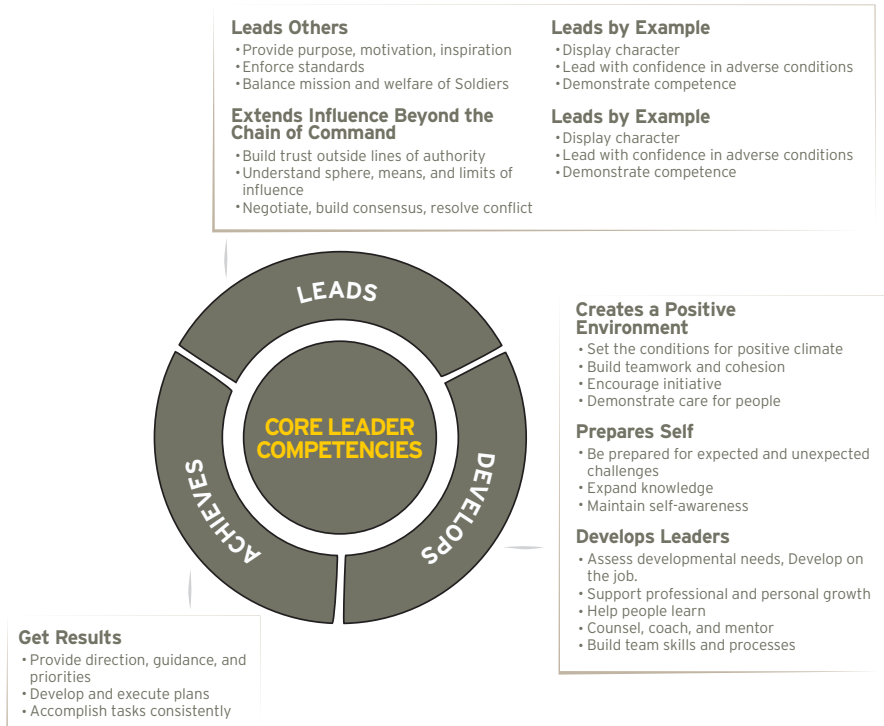 Leads Others
•Provide purpose, motivation, inspiration
•Enforce standards
•Balance mission and welfare of Soldiers
Extends Influence Beyond the
Chain of Command
•Build trust outside lines of authority
•Understand sphere, means, and limits of
influence
•Negotiate, build consensus, resolve conflict
Leads by Example
•Display character
•Lead with confidence in adverse conditions
•Demonstrate competence
Leads by Example
•Display character
•Lead with confidence in adverse conditions
•Demonstrate competence
LEADS
CORE LEADER
COMPETENCIES
ACHIEVES
DEVELOPS
Creates a Positive
Environment
• Set the conditions for positive climate
• Build teamwork and cohesion
• Encourage initiative
• Demonstrate care for people
Prepares Self
• Be prepared for expected and unexpected
challenges
• Expand knowledge
• Maintain self-awareness
Develops Leaders
• Assess developmental needs, Develop on
the job.
• Support professional and personal growth
• Help people learn
• Counsel, coach, and mentor
• Build team skills and processes
Get Results
• Provide direction, guidance, and
priorities
• Develop and execute plans
• Accomplish tasks consistently